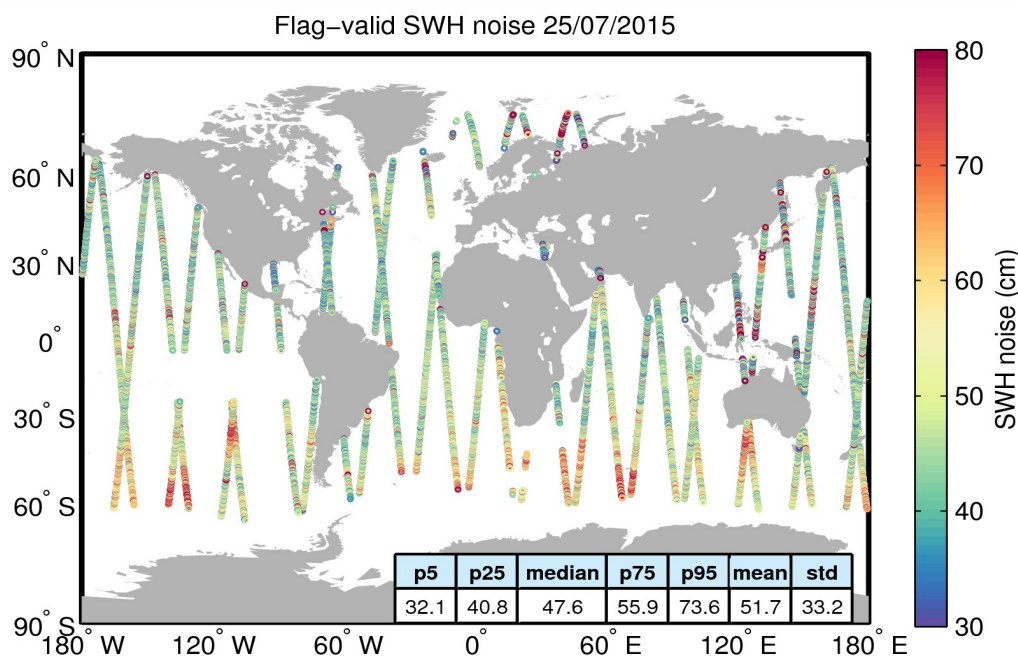 Flag−valid SWH noise 25/07/2015
90° N
60° N
30° N
0°
30° S
60° S
90° S
180° W
120° W
60° W
0°
60° E
120° E
180° E
p5 p25 median p75 p95 mean std
32.1 40.8 47.6 55.9 73.6 51.7 33.2
80
70
60
50
40
30
SWH noise (cm)